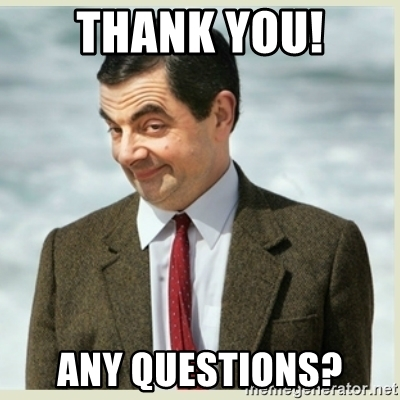 THANK YOU!
ANY QUESTIONS?
memegenerator.net